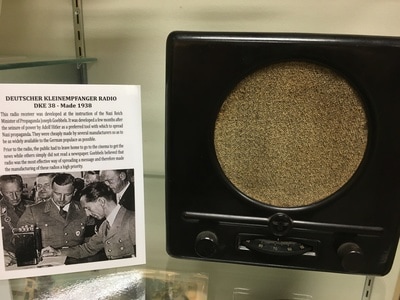 DEUTSCHER KLEINEMPFANGER RADIO
DKE 38 - Made 1938
This radio receiver was developed at the instruction of the Nazi Reich
Minister of Propaganda Joseph Goebbels. It was developed a few months after
the seizure of power by Adolf Hitler as a preferred tool with which to spread
Nazi propaganda. They were cheaply made by several manufacturers so as to
be as widely available to the German populace as possible.
Prior to the radio, the public had to leave home to go to the cinema to get the
news while others simply did not read a newspaper. Goebbels believed that
radio was the most effective way of spreading a message and therefore made
the manufacturing of these radios a high priority.